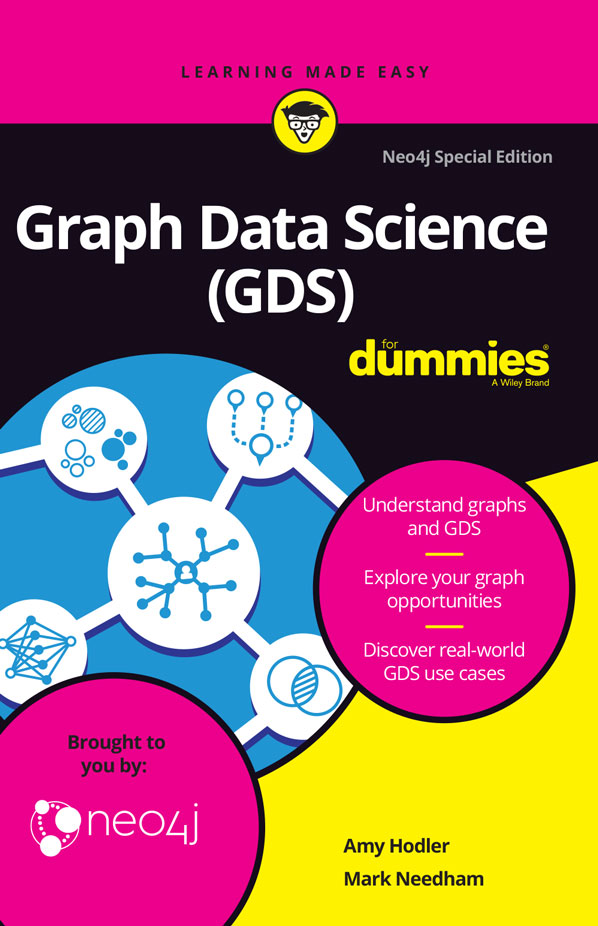 LEARNING MADE EASY
Neo4j Special Edition
Graph Data Science
(GDS)
for
dummies®
A Wiley Brand
Understand graphs
and GDS
Explore your graph
opportunities
Discover real-world
GDS use cases
Brought to
you by:
neo4j
Amy Hodler
Mark Needham